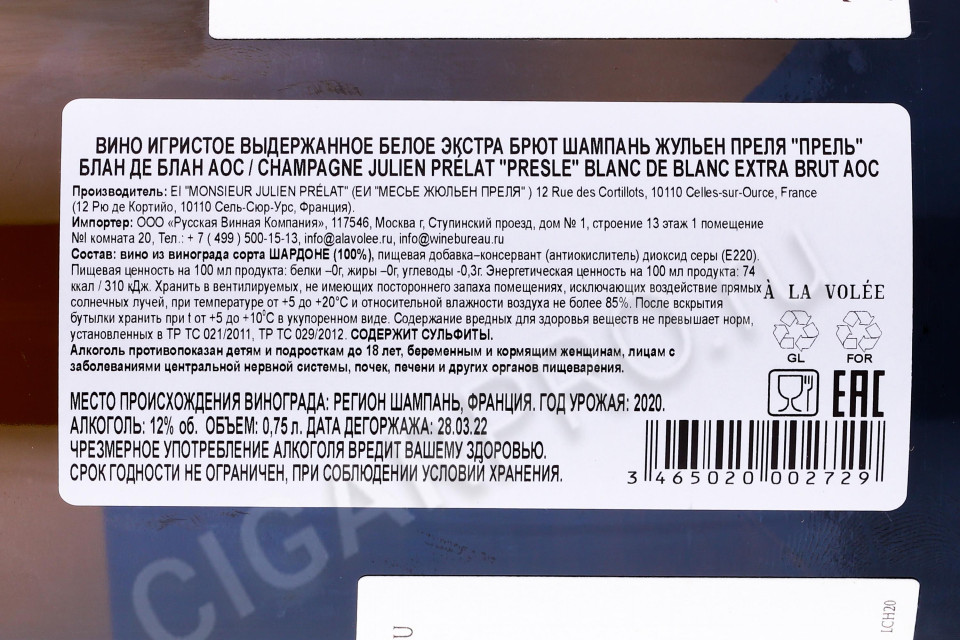 ВИНО ИГРИСТОЕ ВЫДЕРЖАННОЕ БЕЛОЕ ЭКСТРА БРЮТ ШАМПАНЬ ЖУЛЬЕН ПРЕЛЯ "ПРЕЛЬ"
БЛАН ДЕ БЛАН АОС / CHAMPAGNE JULIEN PRÉLAT "PRESLE" BLANC DE BLANC EXTRA BRUT AOC
Производитель: EI "MONSIEUR JULIEN PRÉLAT" (ЕИ "МЕСЬЕ ЖЮЛЬЕН ПРЕЛЯ" ) 12 Rue des Cortillots, 10110 Celles-sur-Ource, France
(12 Рю де Кортийо, 10110 Сель-Сюр-Урс, Франция).
Импортер: ООО «Русская Винная Компания», 117546, Москва г, Ступинский проезд, дом № 1, строение 13 этаж 1 помещение
№I комната 20, Тел.: + 7 ( 499 ) 500-15-13, info@alavolee.ru, info@winebureau.ru
Состав: вино из винограда сорта ШАРДОНЕ (100%), пищевая добавка–консервант (антиокислитель) диоксид серы (Е220).
Пищевая ценность на 100 мл продукта: белки –0г, жиры –0г, углеводы -0,3г. Энергетическая ценность на 100 мл продукта: 74
ккал / 310 кДж. Хранить в вентилируемых, не имеющих постороннего запаха помещениях, исключающих воздействие прямых
солнечных лучей, при температуре от +5 до +20°С и относительной влажности воздуха не более 85%. После вскрытия
бутылки хранить при t от +5 до +10°С в укупоренном виде. Содержание вредных для здоровья веществ не превышает норм,
установленных в ТР ТС 021/2011, ТР ТС 029/2012. СОДЕРЖИТ СУЛЬФИТЫ.
Алкоголь противопоказан детям и подросткам до 18 лет, беременным и кормящим женщинам, лицам с
заболеваниями центральной нервной системы, почек, печени и других органов пищеварения.
À LA VOLÉE
GL FOR
EAC
МЕСТО ПРОИСХОЖДЕНИЯ ВИНОГРАДА: РЕГИОН ШАМПАНЬ, ФРАНЦИЯ. ГОД УРОЖАЯ: 2020.
АЛКОГОЛЬ: 12% об. ОБЪЕМ: 0,75 л. ДАТА ДЕГОРЖАЖА: 28.03.22
ЧРЕЗМЕРНОЕ УПОТРЕБЛЕНИЕ АЛКОГОЛЯ ВРЕДИТ ВАШЕМУ ЗДОРОВЬЮ.
СРОК ГОДНОСТИ НЕ ОГРАНИЧЕН, ПРИ СОБЛЮДЕНИИ УСЛОВИЙ ХРАНЕНИЯ.
3 465020 002729
CIGARPRO.RU